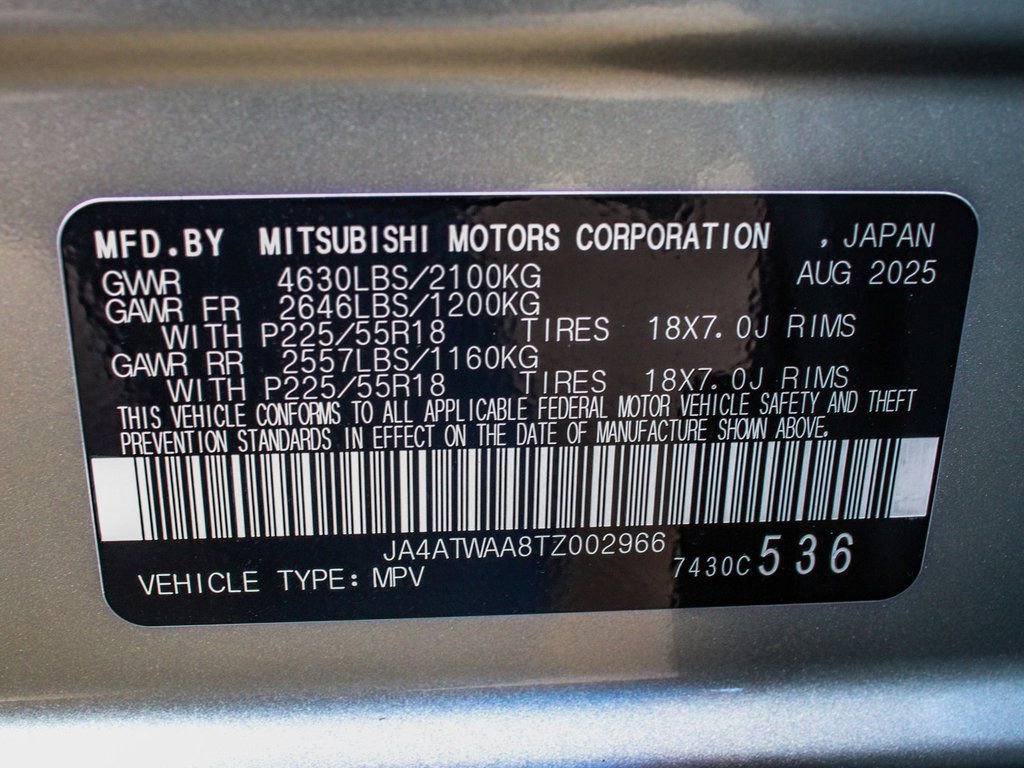 MFD.BY MITSUBISHI MOTORS CORPORATION , JAPAN
GVWR 4630LBS/2100KG AUG 2025
GAWR FR 2646LBS/1200KG
WITH P225/55R18 TIRES 18X7.0J RIMS
GAWR RR 2557LBS/1160KG
WITH P225/55R18 TIRES 18X7.0J RIMS
THIS VEHICLE CONFORMS TO ALL APPLICABLE FEDERAL MOTOR VEHICLE SAFETY AND THEFT
PREVENTION STANDARDS IN EFFECT ON THE DATE OF MANUFACTURE SHOWN ABOVE.
JA4ATWAA8TZ002966
VEHICLE TYPE: MPV 7430C 536